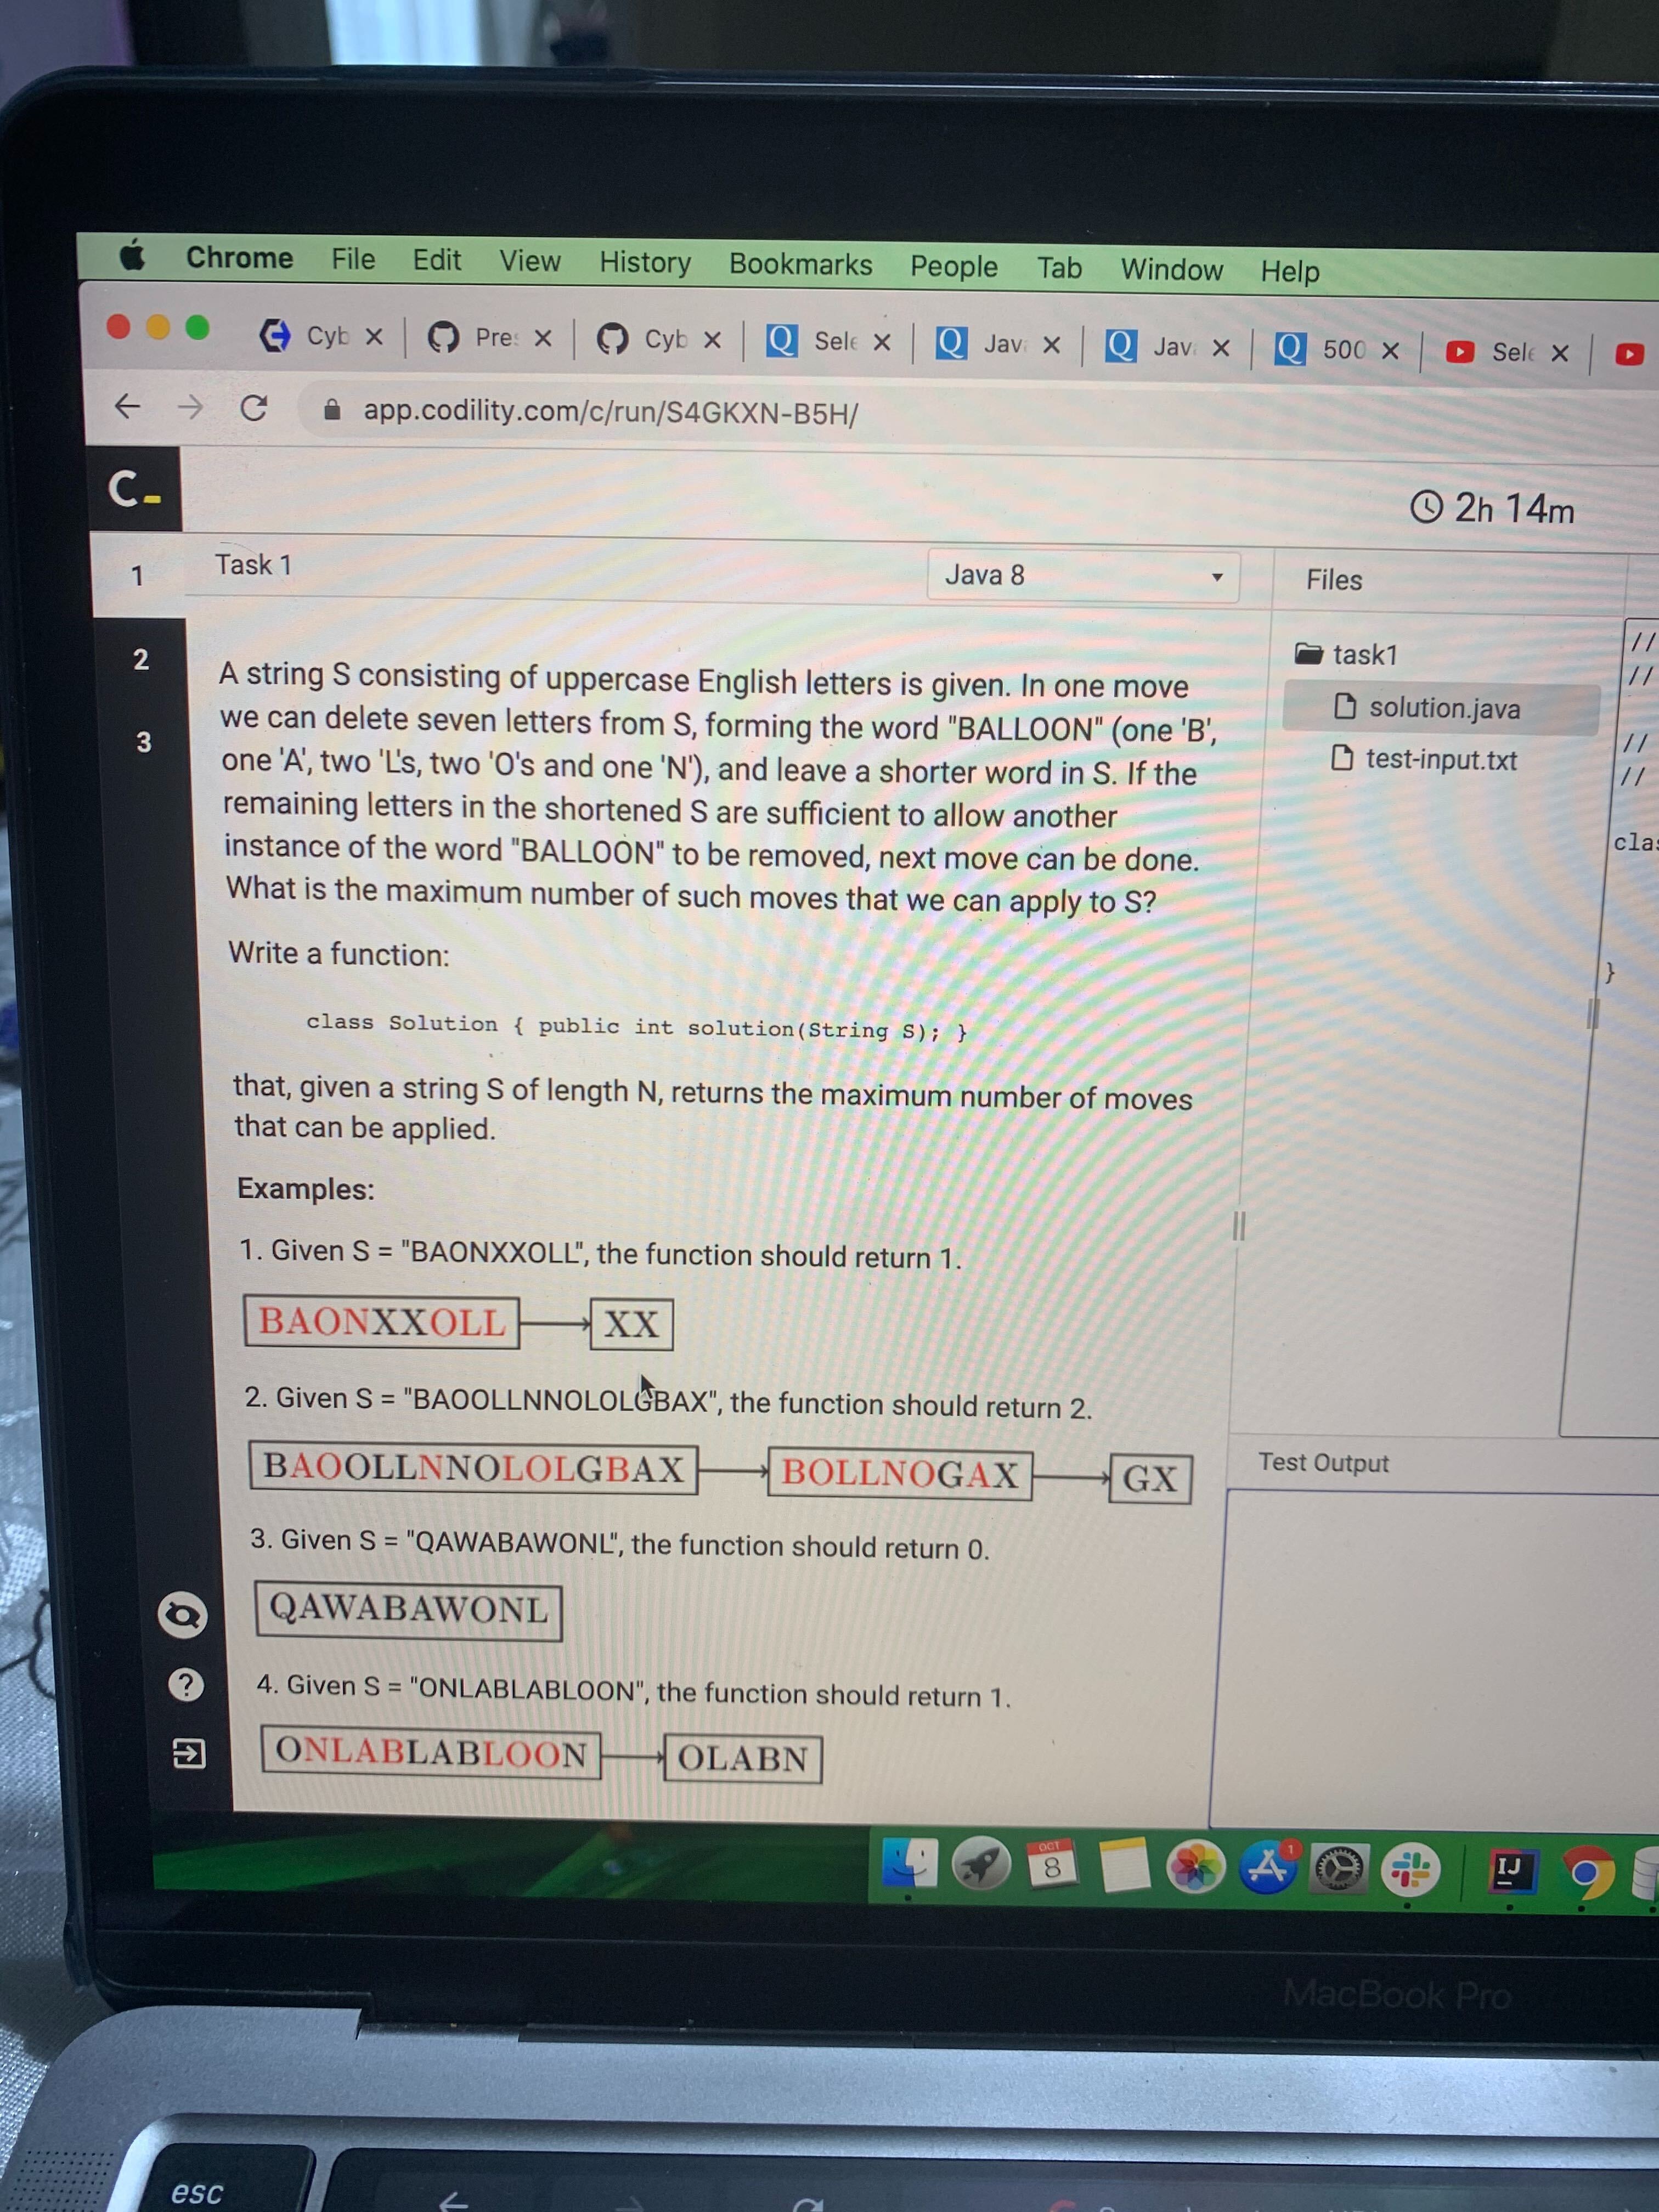 Chrome File Edit View History Bookmarks People Tab Window Help
Cyb Pre Cyb Sele Jav Jav 500 Sele
app.codility.com/c/run/S4GKXN-B5H/
C_
2h 14m
1
2
3
Task 1
Java 8
Files
task1
solution.java
test-input.txt
//
//
//
//
clas
}
A string S consisting of uppercase English letters is given. In one move
we can delete seven letters from S, forming the word "BALLOON" (one 'B',
one 'A', two 'L's, two 'O's and one 'N'), and leave a shorter word in S. If the
remaining letters in the shortened S are sufficient to allow another
instance of the word "BALLOON" to be removed, next move can be done.
What is the maximum number of such moves that we can apply to S?
Write a function:
class Solution { public int solution(String S); }
that, given a string S of length N, returns the maximum number of moves
that can be applied.
Examples:
1. Given S = "BAONXXOLL", the function should return 1.
BAONXXOLL XX
2. Given S = "BAOOLLNNOLOLGBAX", the function should return 2.
BAOOLLNNOLOLGBAX BOLLNOGAX GX
3. Given S = "QAWABAWONL", the function should return 0.
QAWABAWONL
4. Given S = "ONLABLABLOON", the function should return 1.
ONLABLABLOON OLABN
Test Output
?
OCT
8
1
IJ
MacBook Pro
esc